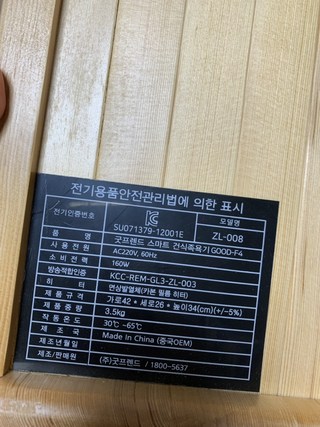 전기용품안전관리법에 의한 표시
전기인증번호 SU071379-12001E 모델명 ZL-008
품 명 굿프렌드 스마트 건식족욕기 GOOD-F4
사 용 전 원 AC220V, 60Hz
소 비 전 력 160W
방송적합인증 KCC-REM-GL3-ZL-003
히 터 면상발열체(카본 필름 히터)
제 품 규 격 가로42 * 세로26 * 높이34(cm)(+/-5%)
제 품 중 량 3.5kg
작 동 온 도 30℃ ~65℃
제 조 국 Made in China (중국OEM)
제조년월일
제조/판매원 (주)굿프렌드 / 1800-5637